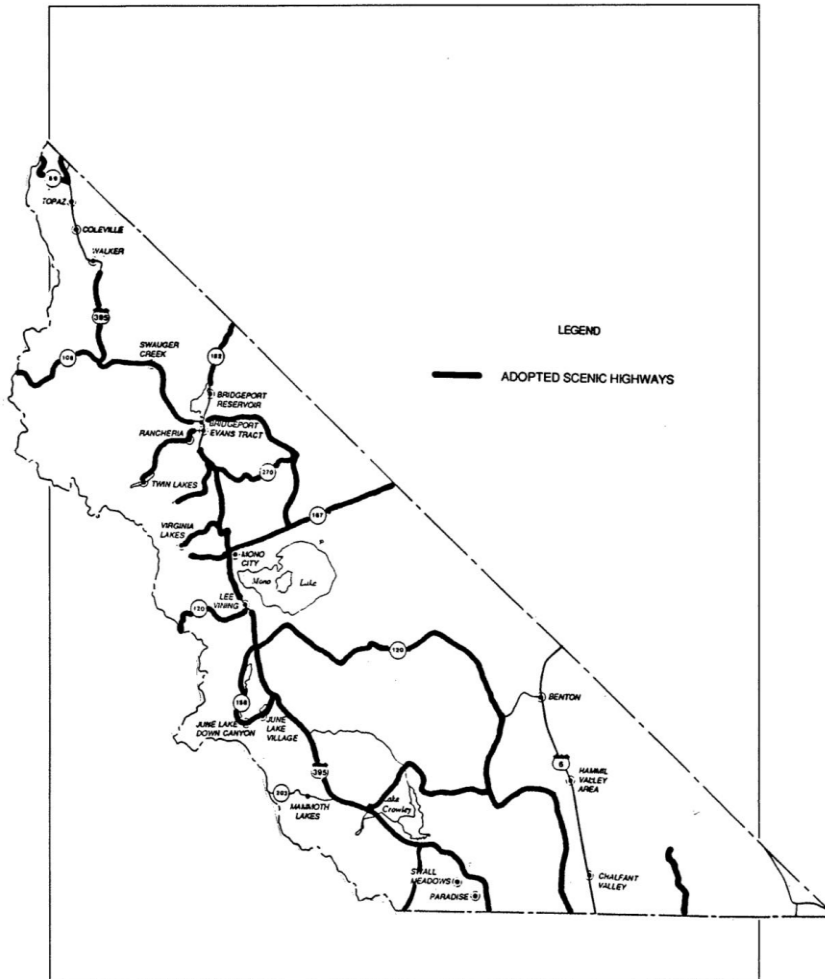 89
TOPAZ
COLEVILLE
WALKER
395
LEGEND
SWAUGER
CREEK
108
182
ADOPTED SCENIC HIGHWAYS
BRIDGEPORT
RESERVOIR
BRIDGEPORT
EVANS TRACT
RANCHERIA
TWIN LAKES
270
VIRGINIA
LAKES
167
MONO
CITY
Mono Lake
LEE
VINING
120
120
BENTON
158
JUNE LAKE
DOWN CANYON
JUNE
LAKE
VILLAGE
395
6
HAMMIL
VALLEY
AREA
203
MAMMOTH
LAKES
Lake
Crowley
SWALL
MEADOWS
PARADISE
CHALFANT
VALLEY